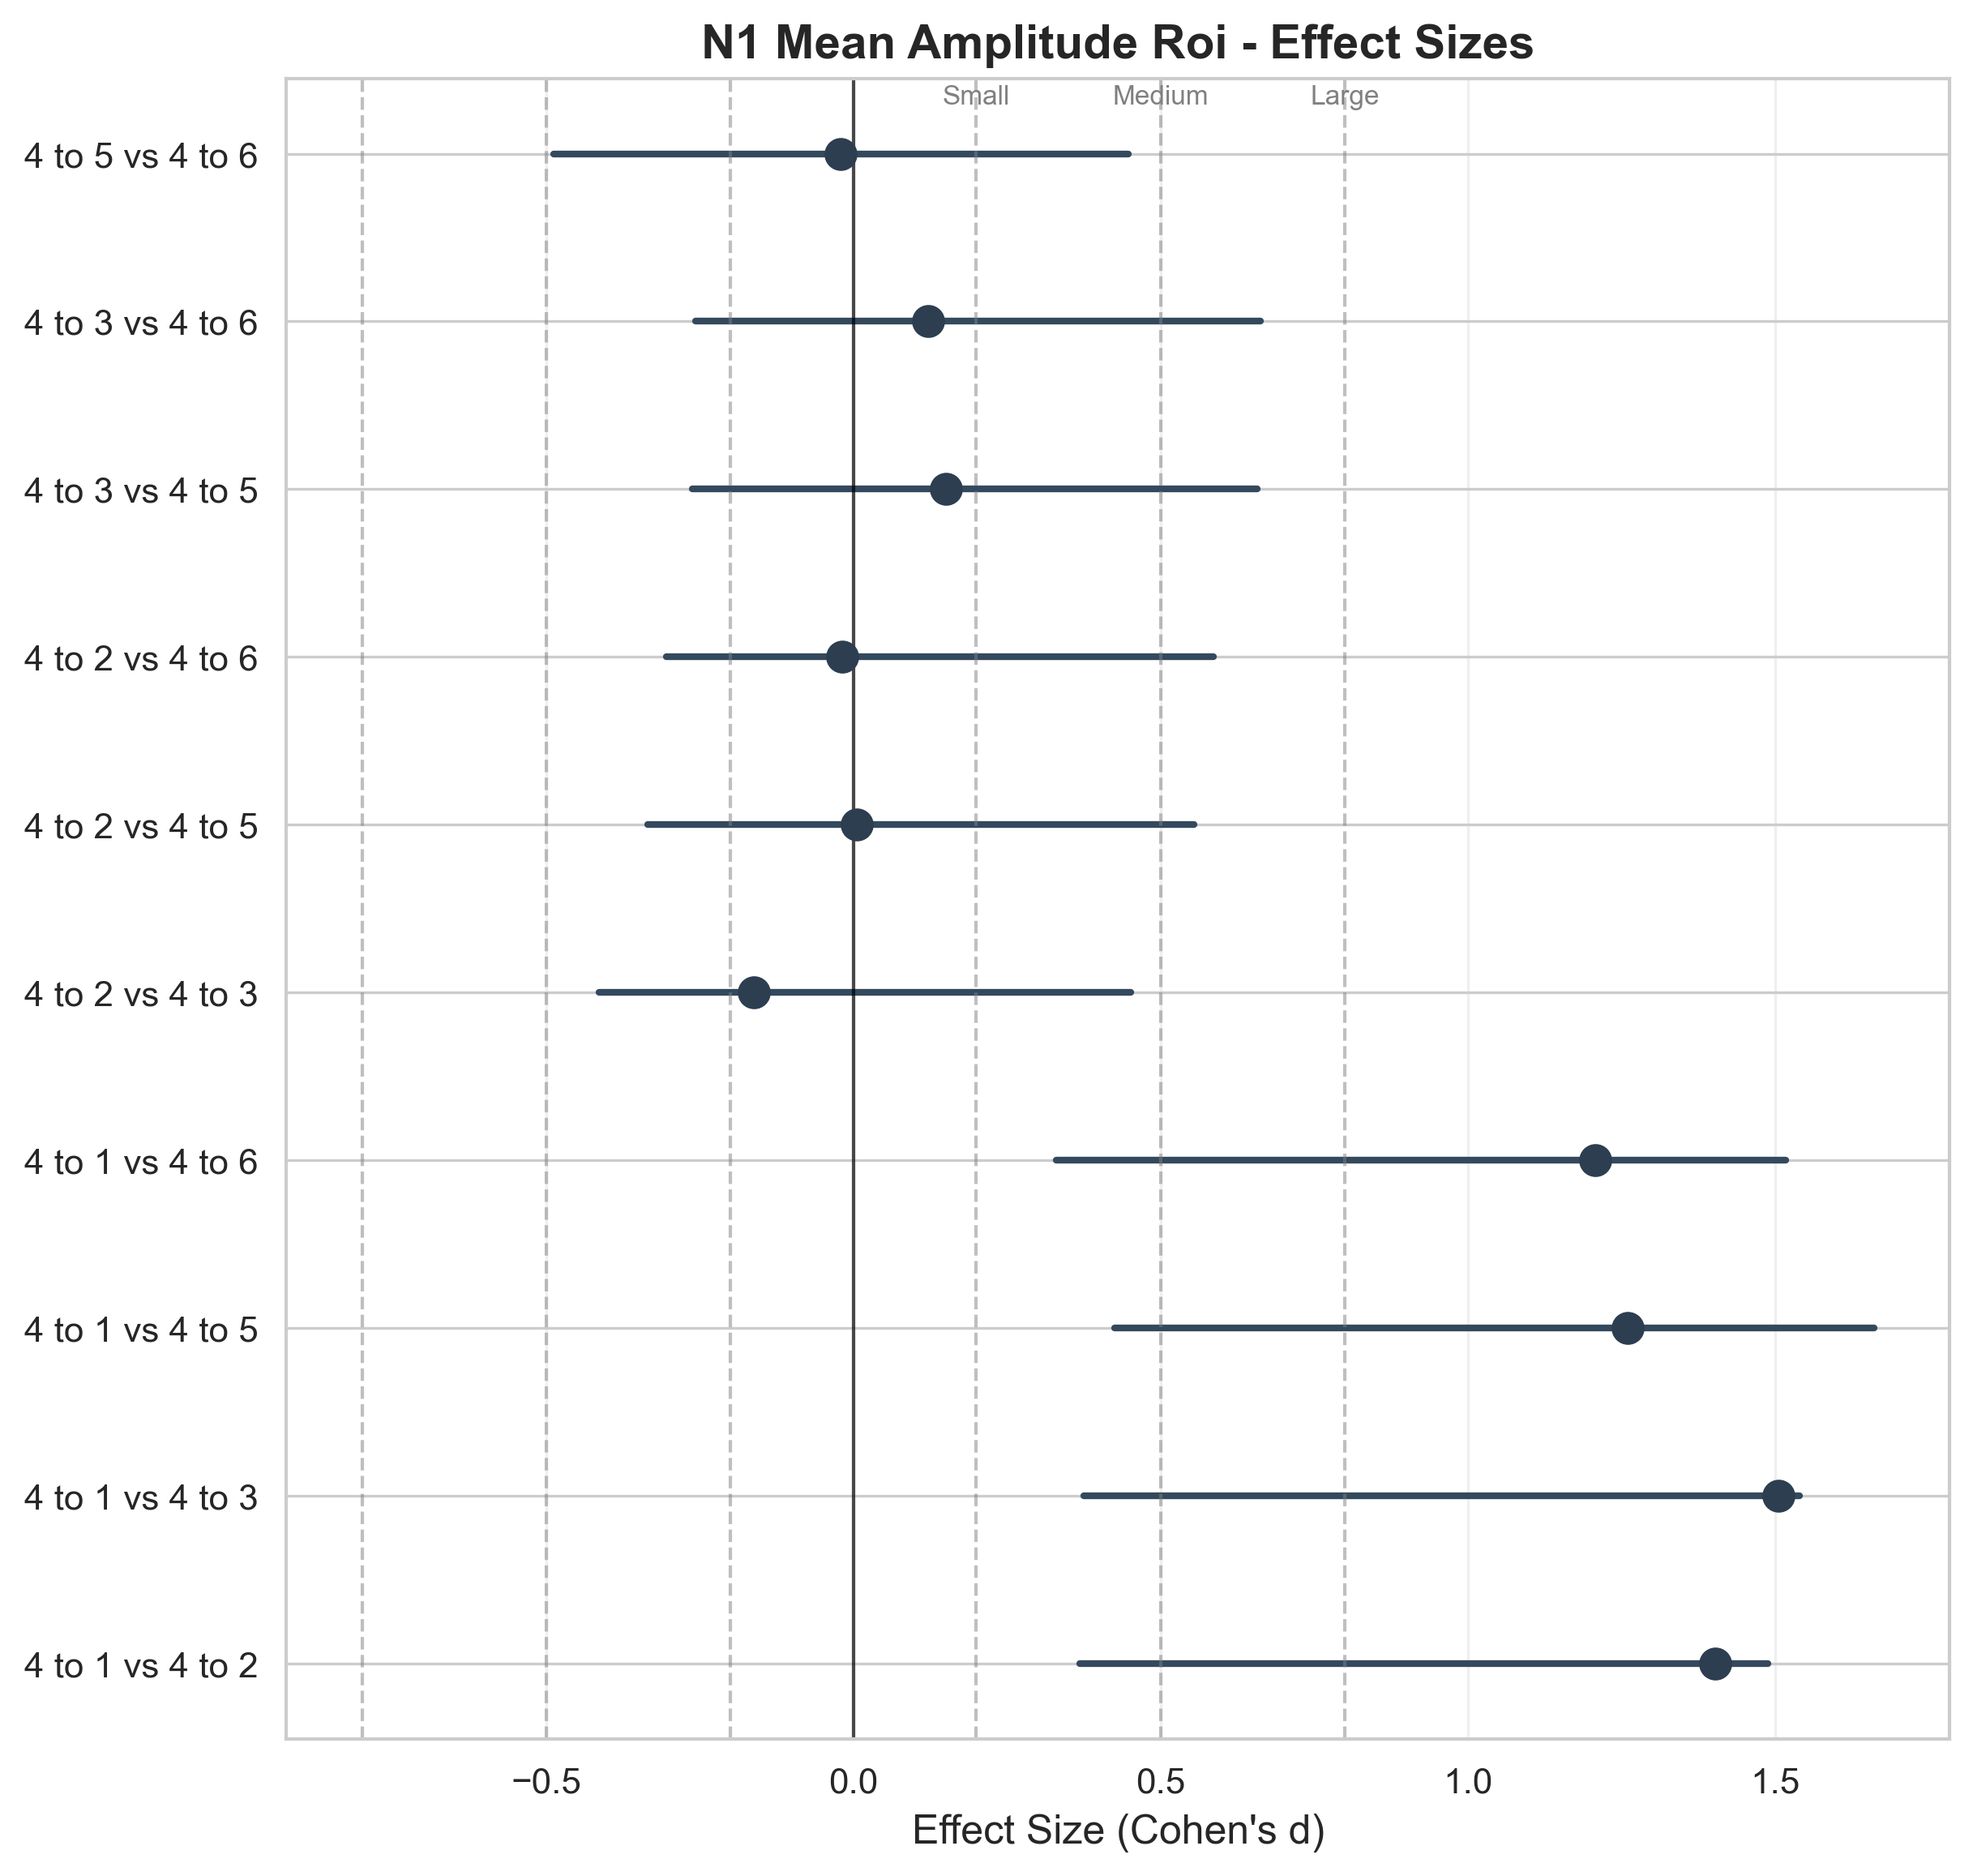 N1 Mean Amplitude Roi - Effect Sizes
Small Medium Large
4 to 5 vs 4 to 6
4 to 3 vs 4 to 6
4 to 3 vs 4 to 5
4 to 2 vs 4 to 6
4 to 2 vs 4 to 5
4 to 2 vs 4 to 3
4 to 1 vs 4 to 6
4 to 1 vs 4 to 5
4 to 1 vs 4 to 3
4 to 1 vs 4 to 2
−0.5 0.0 0.5 1.0 1.5
Effect Size (Cohen's d)